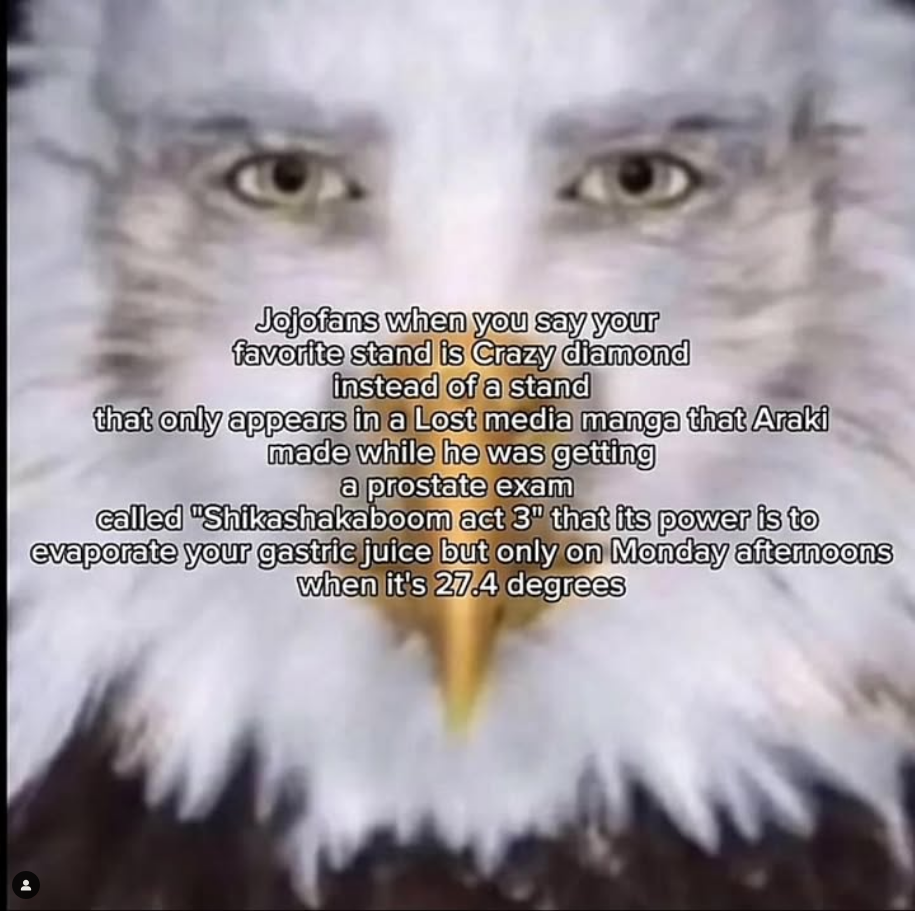 Jojofans when you say your
favorite stand is Crazy diamond
instead of a stand
that only appears in a Lost media manga that Araki
made while he was getting
a prostate exam
called "Shikashakaboom act 3" that its power is to
evaporate your gastric juice but only on Monday afternoons
when it's 27.4 degrees